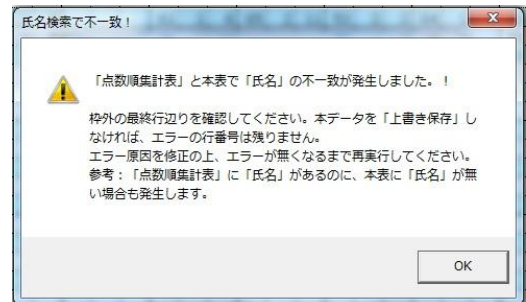 氏名検索で不一致！
「点数順集計表」と本表で「氏名」の不一致が発生しました。！
枠外の最終行辺りを確認してください。本データを「上書き保存」し
なければ、エラーの行番号は残りません。
エラー原因を修正の上、エラーが無くなるまで再実行してください。
参考：「点数順集計表」に「氏名」があるのに、本表に「氏名」が無
い場合も発生します。
OK